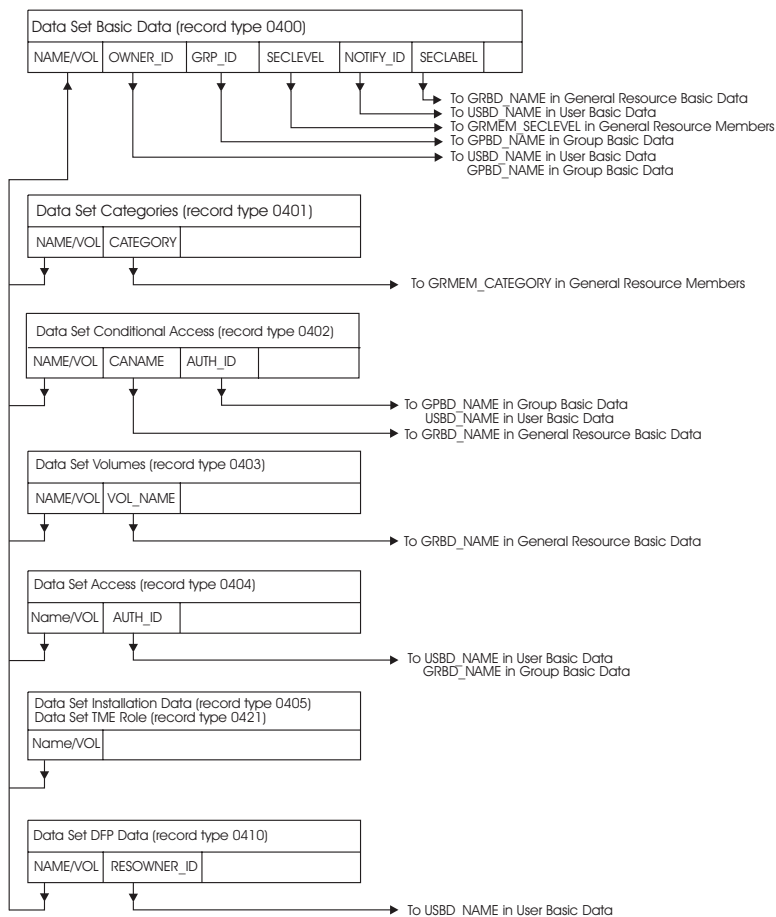 Data Set Basic Data (record type 0400)
NAME/VOL OWNER_ID GRP_ID SECLEVEL NOTIFY_ID SECLABEL
To GRBD_NAME in General Resource Basic Data
To USBD_NAME in User Basic Data
To GRMEM_SECLEVEL in General Resource Members
To GPBD_NAME in Group Basic Data
To USBD_NAME in User Basic Data
GPBD_NAME in Group Basic Data
Data Set Categories (record type 0401)
NAME/VOL CATEGORY
To GRMEM_CATEGORY in General Resource Members
Data Set Conditional Access (record type 0402)
NAME/VOL CANAME AUTH_ID
To GPBD_NAME in Group Basic Data
USBD_NAME in User Basic Data
To GRBD_NAME in General Resource Basic Data
Data Set Volumes (record type 0403)
NAME/VOL VOL_NAME
To GRBD_NAME in General Resource Basic Data
Data Set Access (record type 0404)
Name/VOL AUTH_ID
To USBD_NAME in User Basic Data
GRBD_NAME in Group Basic Data
Data Set Installation Data (record type 0405)
Data Set TME Role (record type 0421)
Name/VOL
Data Set DFP Data (record type 0410)
NAME/VOL RESOWNER_ID
To USBD_NAME in User Basic Data